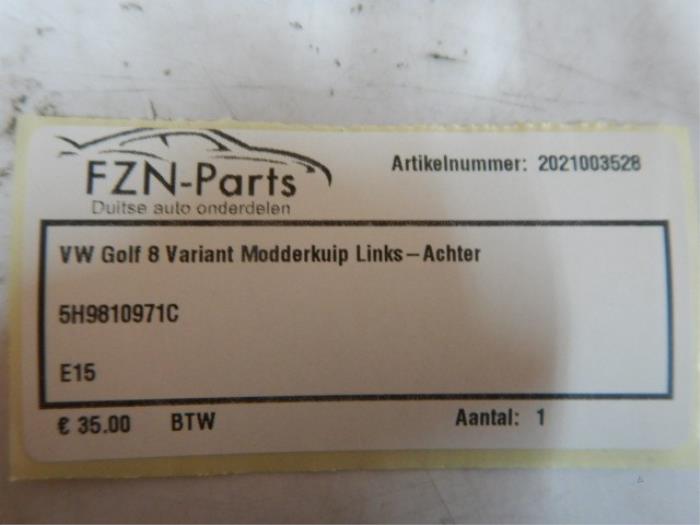 FZN-Parts
Duitse auto onderdelen
Artikelnummer: 2021003528
VW Golf 8 Variant Modderkuip Links-Achter
5H9810971C
E15
€ 35.00 BTW Aantal: 1